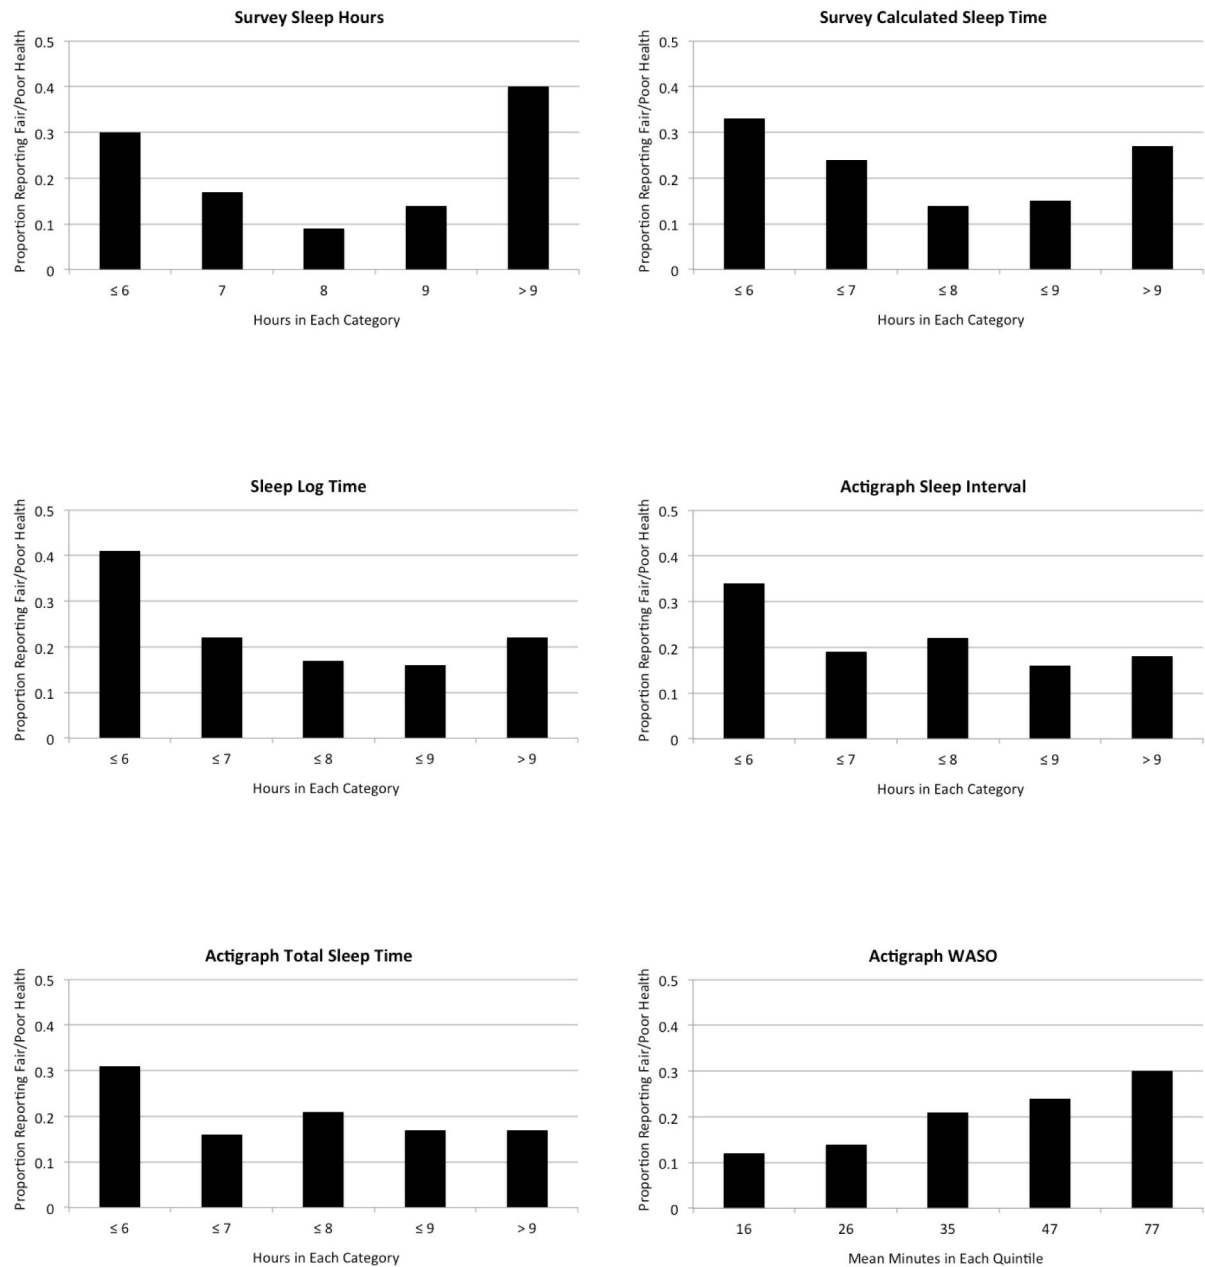 Survey Sleep Hours
Proportion Reporting Fair/Poor Health
0.5
0.4
0.3
0.2
0.1
0
≤ 6 7 8 9 > 9
Hours in Each Category
Survey Calculated Sleep Time
Proportion Reporting Fair/Poor Health
0.5
0.4
0.3
0.2
0.1
0
≤ 6 ≤ 7 ≤ 8 ≤ 9 > 9
Hours in Each Category
Sleep Log Time
Proportion Reporting Fair/Poor Health
0.5
0.4
0.3
0.2
0.1
0
≤ 6 ≤ 7 ≤ 8 ≤ 9 > 9
Hours in Each Category
Actigraph Sleep Interval
Proportion Reporting Fair/Poor Health
0.5
0.4
0.3
0.2
0.1
0
≤ 6 ≤ 7 ≤ 8 ≤ 9 > 9
Hours in Each Category
Actigraph Total Sleep Time
Proportion Reporting Fair/Poor Health
0.5
0.4
0.3
0.2
0.1
0
≤ 6 ≤ 7 ≤ 8 ≤ 9 > 9
Hours in Each Category
Actigraph WASO
Proportion Reporting Fair/Poor Health
0.5
0.4
0.3
0.2
0.1
0
16 26 35 47 77
Mean Minutes in Each Quintile